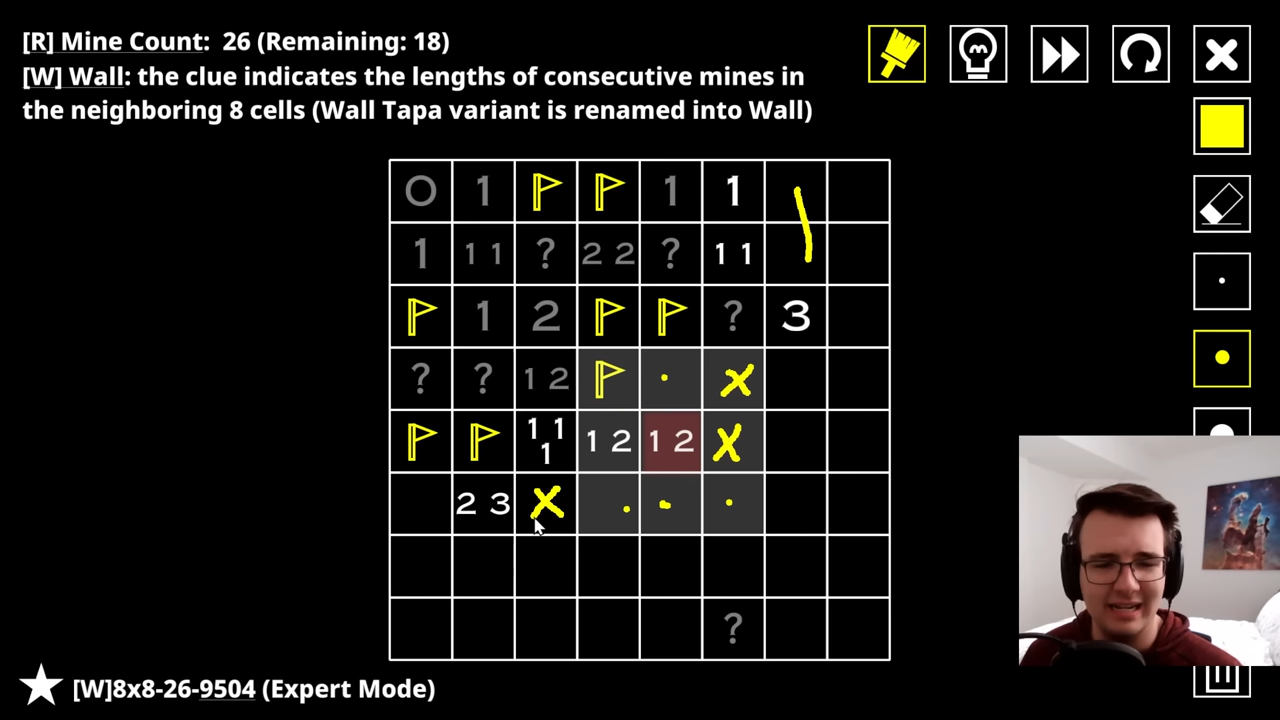 [R] Mine Count: 26 (Remaining: 18)
[W] Wall: the clue indicates the lengths of consecutive mines in
the neighboring 8 cells (Wall Tapa variant is renamed into Wall)
0 1 1 1
1 1 1 ? 2 2 ? 1 1
1 2 ? 3
? ? 1 2
1 1 1 1 2 1 2 X
2 3 X
?
[W]8x8-26-9504 (Expert Mode)